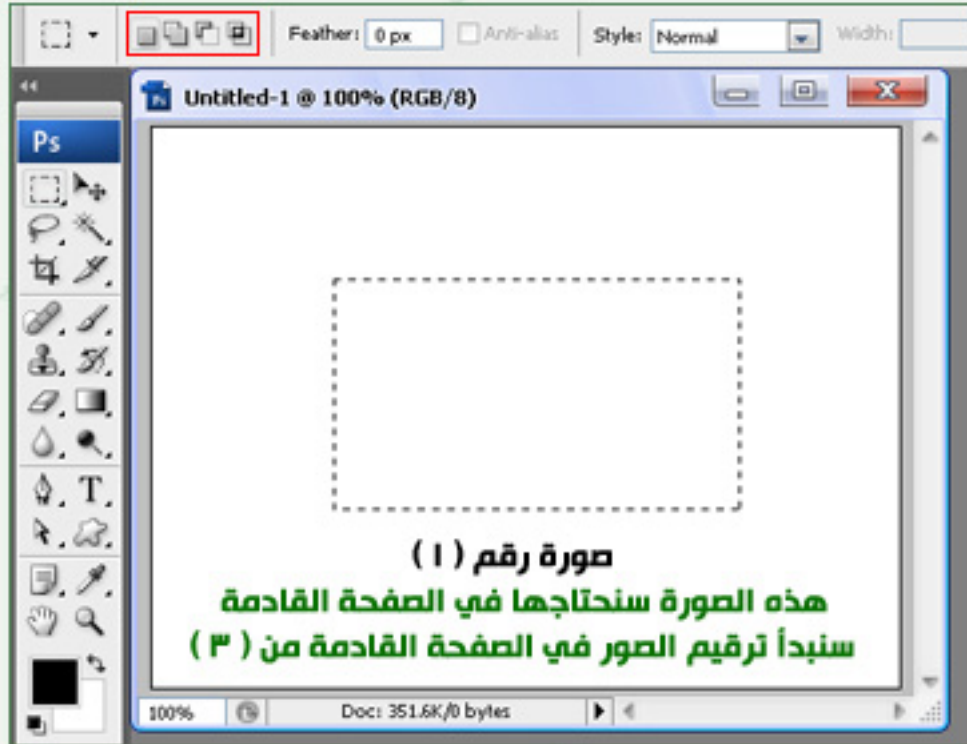 Feather: 0 px Anti-alias Style: Normal Width:
Untitled-1 @ 100% (RGB/8)
Ps
T
صورة رقم ( ١ )
هذه الصورة سنحتاجها في الصفحة القادمة
سنبدأ ترقيم الصور في الصفحة القادمة من ( ٣ )
100% Doc: 351.6K/0 bytes